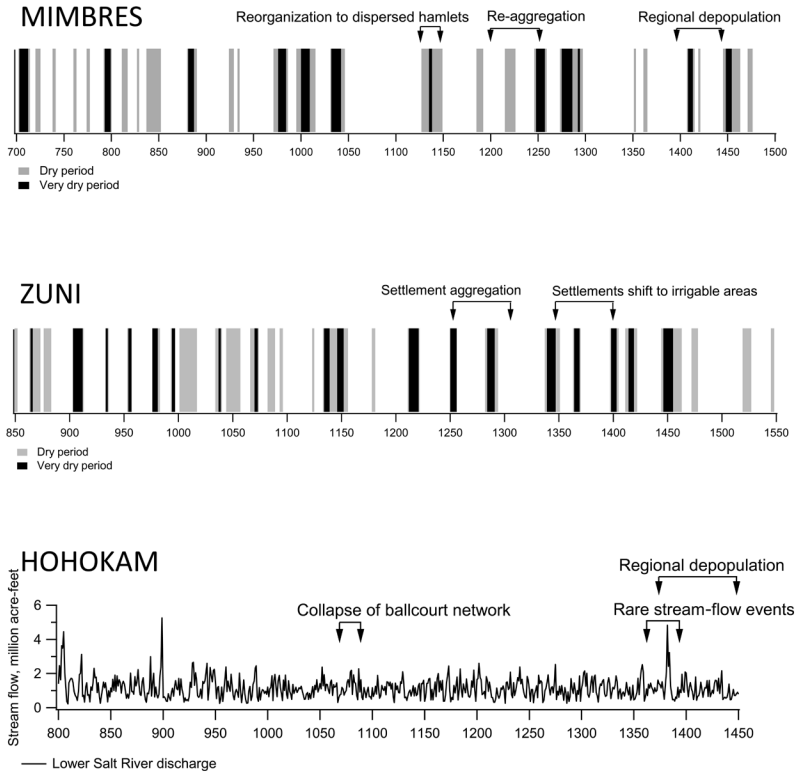 MIMBRES
Reorganization to dispersed hamlets Re-aggregation Regional depopulation
700 750 800 850 900 950 1000 1050 1100 1150 1200 1250 1300 1350 1400 1450 1500
Dry period
Very dry period
ZUNI
Settlement aggregation Settlements shift to irrigable areas
850 900 950 1000 1050 1100 1150 1200 1250 1300 1350 1400 1450 1500 1550
Dry period
Very dry period
HOHOKAM
Regional depopulation
Collapse of ballcourt network Rare stream-flow events
Stream flow, million acre-feet
6
4
2
0
800 850 900 950 1000 1050 1100 1150 1200 1250 1300 1350 1400 1450
Lower Salt River discharge